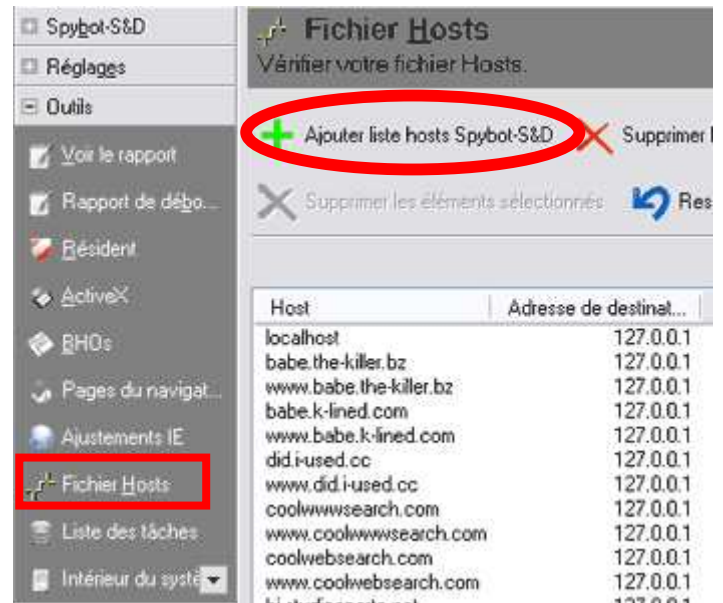 Spybot-S&D
Réglages
Outils
Voir le rapport
Rapport de débo...
Résident
ActiveX
BHOs
Pages du navigat...
Ajustements IE
Fichier Hosts
Liste des tâches
Intérieur du systè
Fichier Hosts
Vérifier votre fichier Hosts.
Ajouter liste hosts Spybot-S&D
Supprimer
Supprimer les éléments sélectionnés
Res
Host Adresse de destinat...
localhost 127.0.0.1
babe.the-killer.bz 127.0.0.1
www.babe.the-killer.bz 127.0.0.1
babe.k-lined.com 127.0.0.1
www.babe.k-lined.com 127.0.0.1
did.i-used.cc 127.0.0.1
www.did.i-used.cc 127.0.0.1
coolwwwsearch.com 127.0.0.1
www.coolwwwsearch.com 127.0.0.1
coolwebsearch.com 127.0.0.1
www.coolwebsearch.com 127.0.0.1